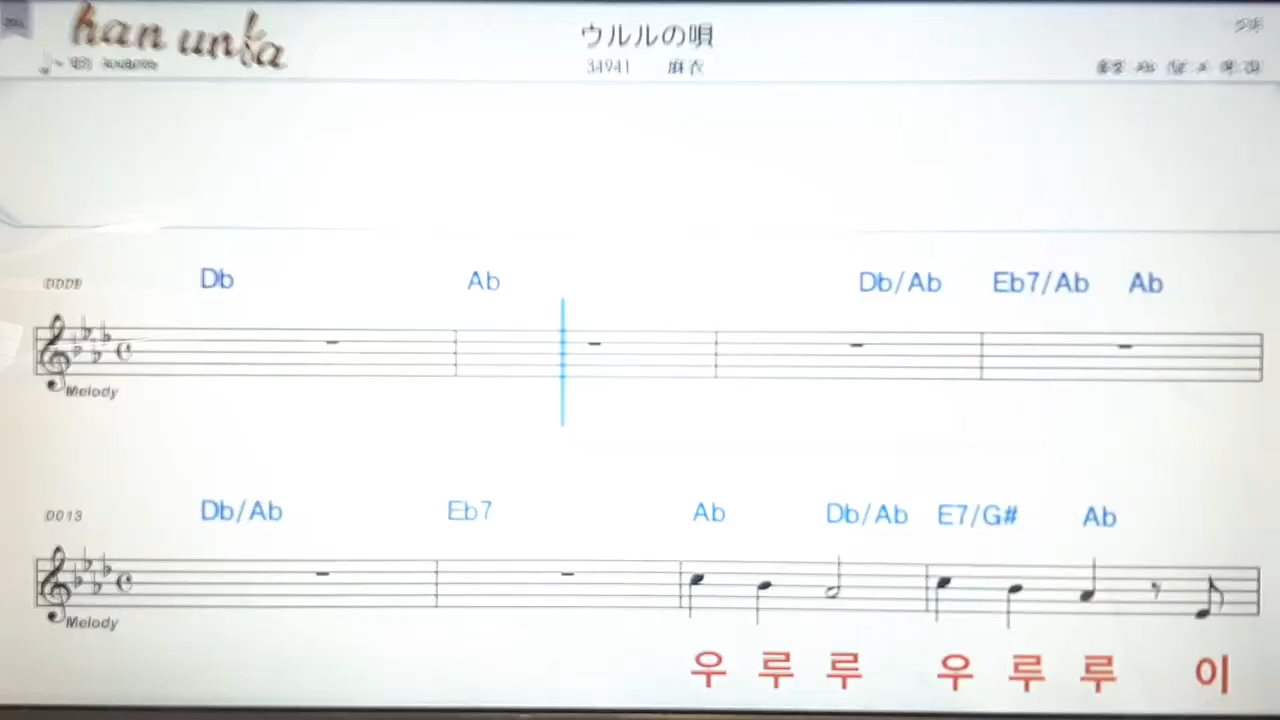 han unta
ウルルの唄
34941 麻衣
Db Ab Db/Ab Eb7/Ab Ab
Melody
Db/Ab Eb7 Ab Db/Ab E7/G# Ab
0013
Melody
우 루 루 우 루 루 이